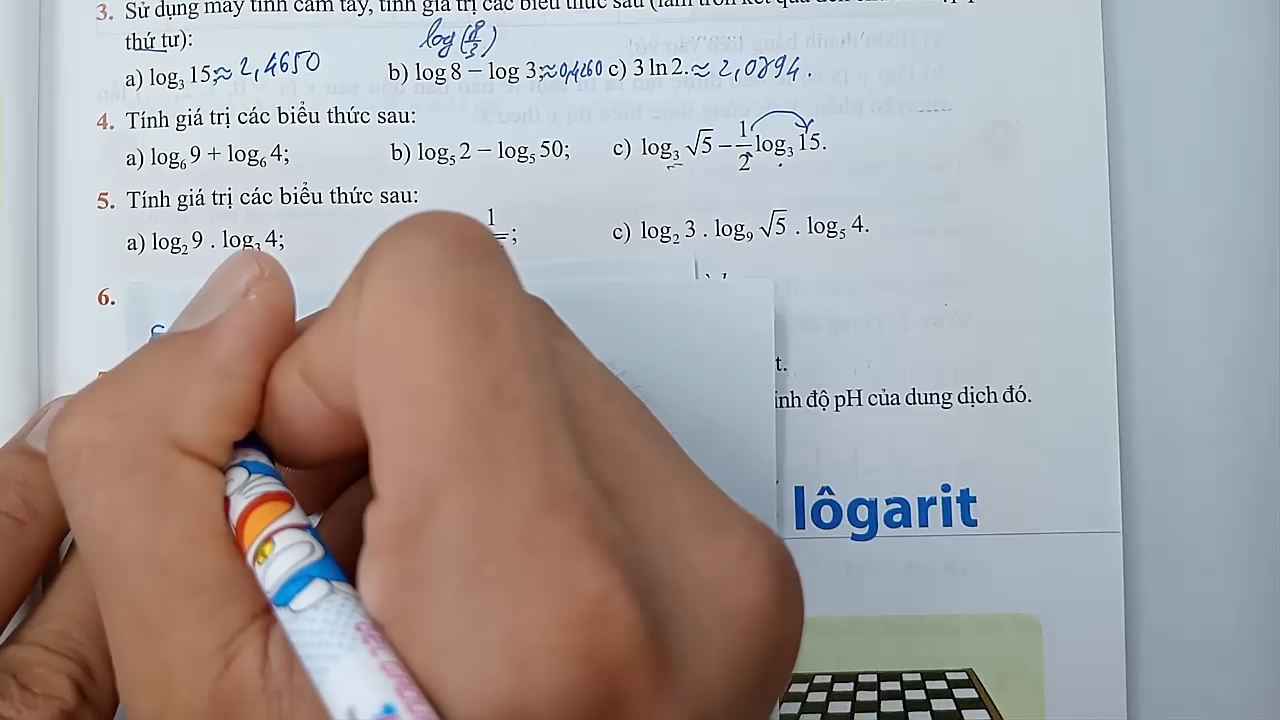 3. Sử dụng máy tính cầm tay, tính giá trị các biểu thức sau (làm tròn kết quả đến
log(8/3)
thứ tự):
a) log₃ 15 ≈ 2,4650 b) log 8 − log 3; ≈ 0,4260 c) 3 ln 2. ≈ 2,0794.
4. Tính giá trị các biểu thức sau:
a) log₆ 9 + log₆ 4; b) log₅ 2 − log₅ 50; c) log₃ √5 − 1/2 log₃ 15.
5. Tính giá trị các biểu thức sau:
a) log₂ 9 . log₃ 4; 1 ; c) log₂ 3 . log₉ √5 . log₅ 4.
6.
t.
ính độ pH của dung dịch đó.
lôgarit